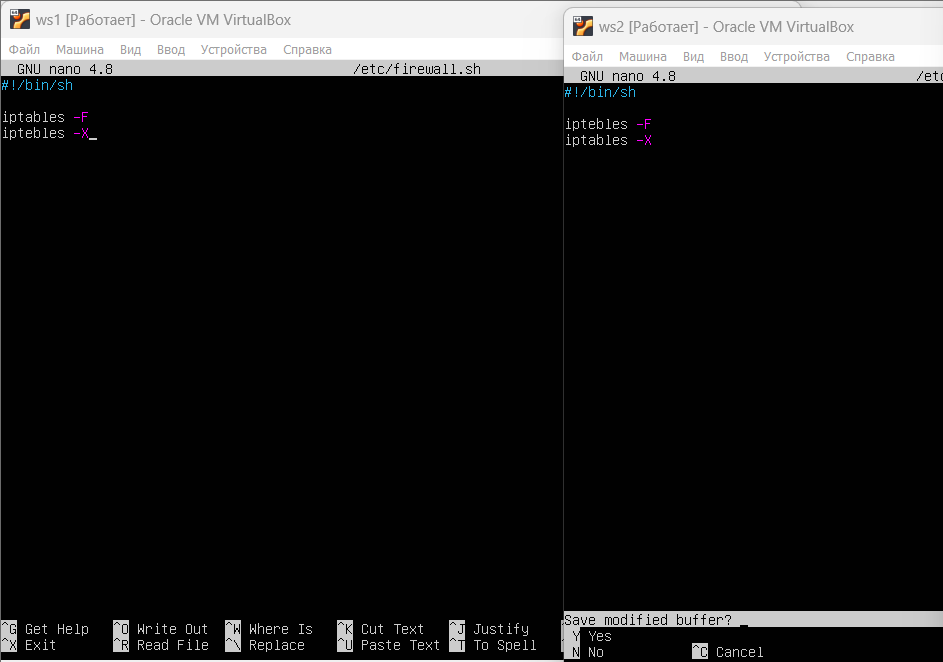 ws1 [Работает] - Oracle VM VirtualBox
Файл Машина Вид Ввод Устройства Справка
GNU nano 4.8 /etc/firewall.sh
#!/bin/sh
iptables -F
iptebles -X
^G Get Help ^O Write Out ^W Where Is ^K Cut Text ^J Justify
^X Exit ^R Read File ^\ Replace ^U Paste Text ^T To Spell
ws2 [Работает] - Oracle VM VirtualBox
Файл Машина Вид Ввод Устройства Справка
GNU nano 4.8 /etc
#!/bin/sh
iptebles -F
iptables -X
Save modified buffer?
Y Yes
N No ^C Cancel